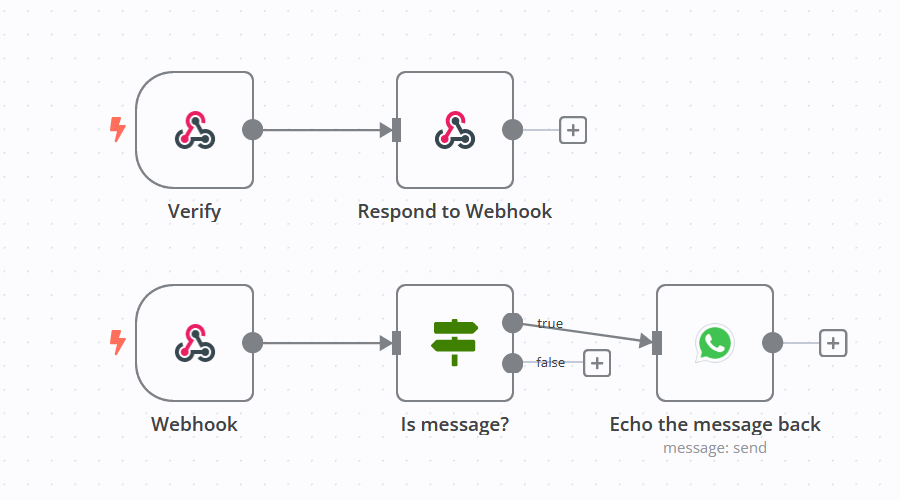 Verify
Respond to Webhook
true
false
Webhook
Is message?
Echo the message back
message: send